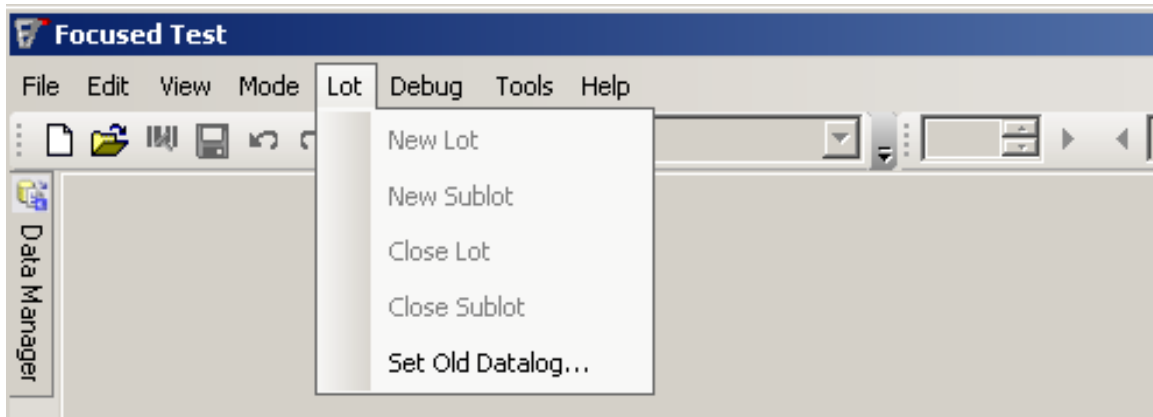 Focused Test
File Edit View Mode Lot Debug Tools Help
New Lot
New Sublot
Close Lot
Close Sublot
Set Old Datalog...
Data Manager